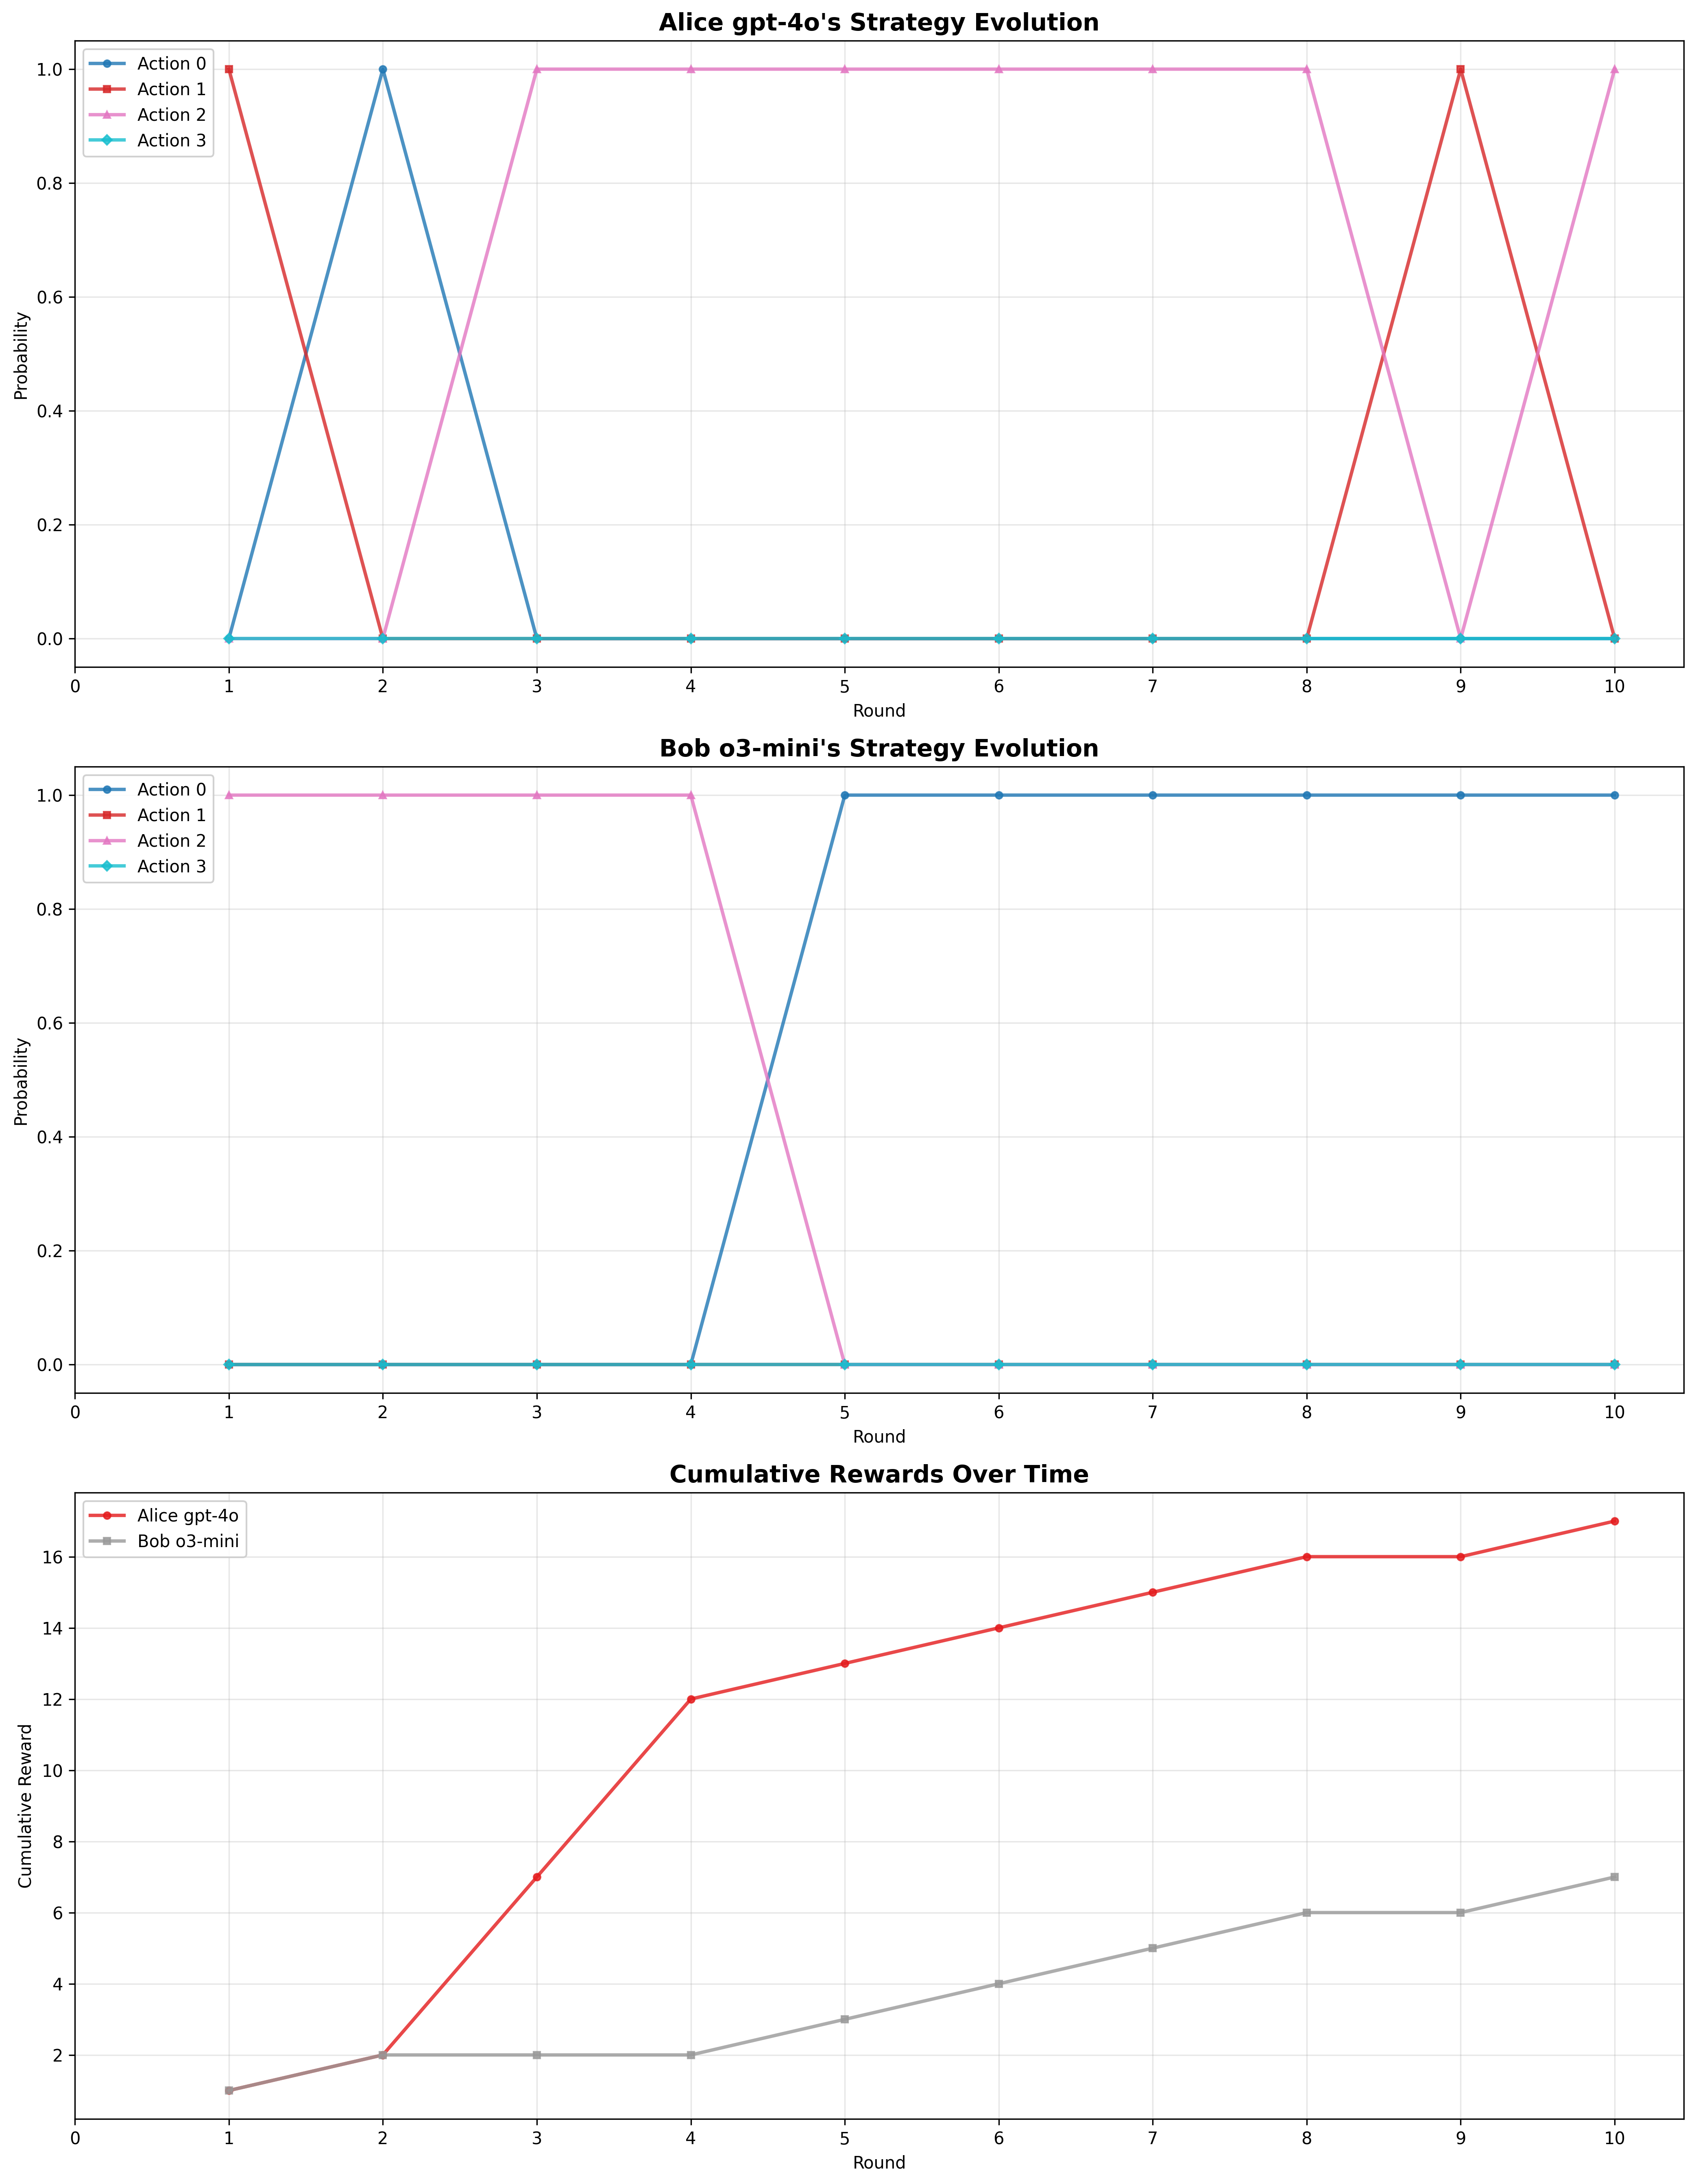 Alice gpt-4o's Strategy Evolution
Action 0
Action 1
Action 2
Action 3
1.0
0.8
0.6
0.4
0.2
0.0
Probability
0 1 2 3 4 5 6 7 8 9 10
Round
Bob o3-mini's Strategy Evolution
Action 0
Action 1
Action 2
Action 3
1.0
0.8
0.6
0.4
0.2
0.0
Probability
0 1 2 3 4 5 6 7 8 9 10
Round
Cumulative Rewards Over Time
Alice gpt-4o
Bob o3-mini
16
14
12
10
8
6
4
2
Cumulative Reward
0 1 2 3 4 5 6 7 8 9 10
Round